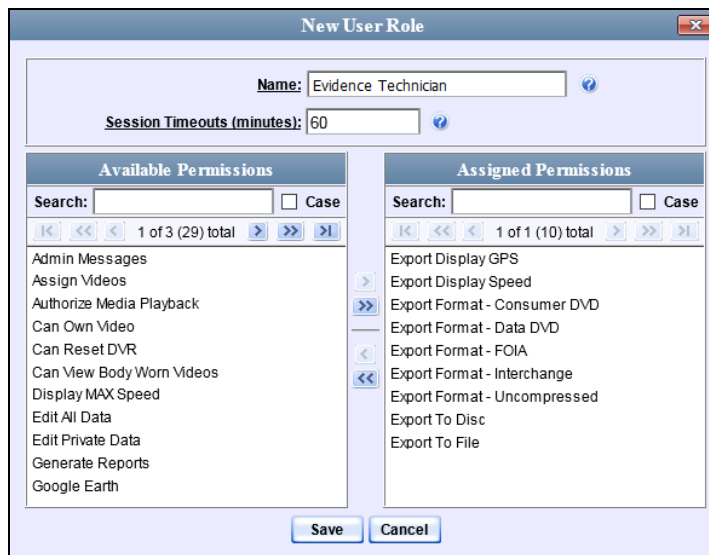 New User Role
Name: Evidence Technician
Session Timeouts (minutes): 60
Available Permissions
Search: Case
1 of 3 (29) total
Admin Messages
Assign Videos
Authorize Media Playback
Can Own Video
Can Reset DVR
Can View Body Worn Videos
Display MAX Speed
Edit All Data
Edit Private Data
Generate Reports
Google Earth
Assigned Permissions
Search: Case
1 of 1 (10) total
Export Display GPS
Export Display Speed
Export Format - Consumer DVD
Export Format - Data DVD
Export Format - FOIA
Export Format - Interchange
Export Format - Uncompressed
Export To Disc
Export To File
Save Cancel